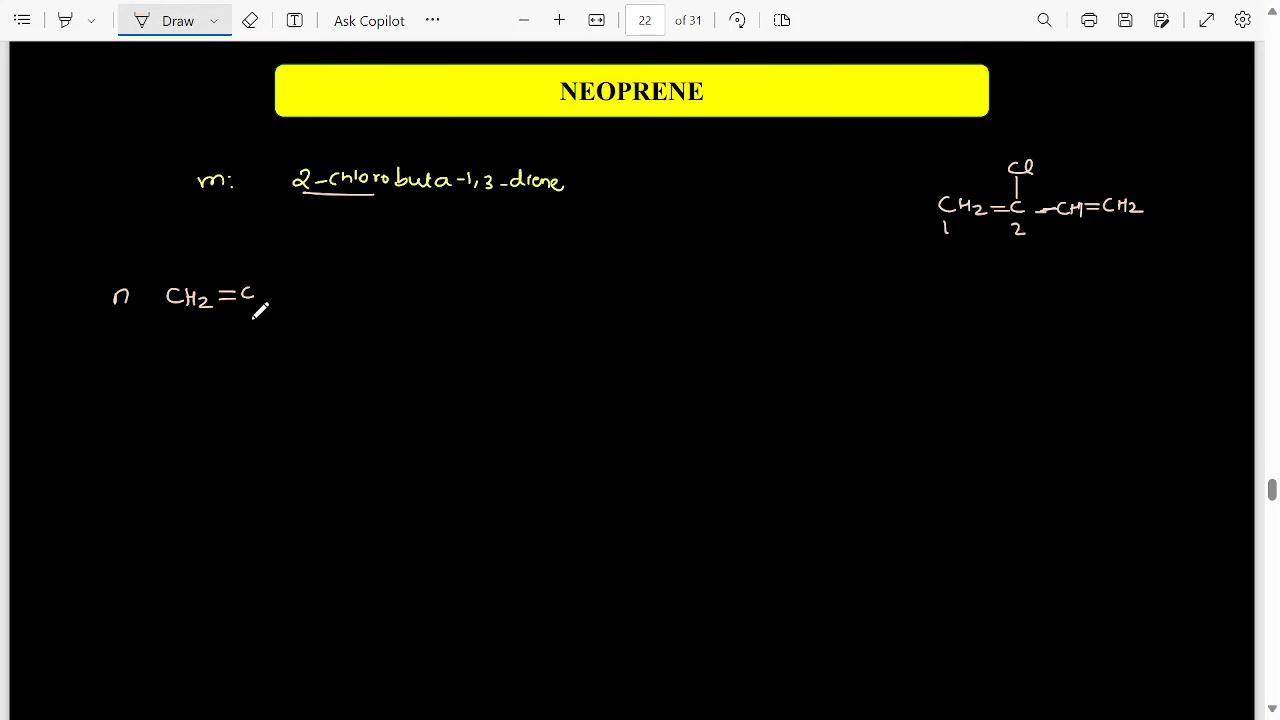 Draw
Ask Copilot
22 of 31
NEOPRENE
m: 2-chlorobuta-1,3-diene
Cl
CH2=C-CH=CH2
1 2
n CH2=C